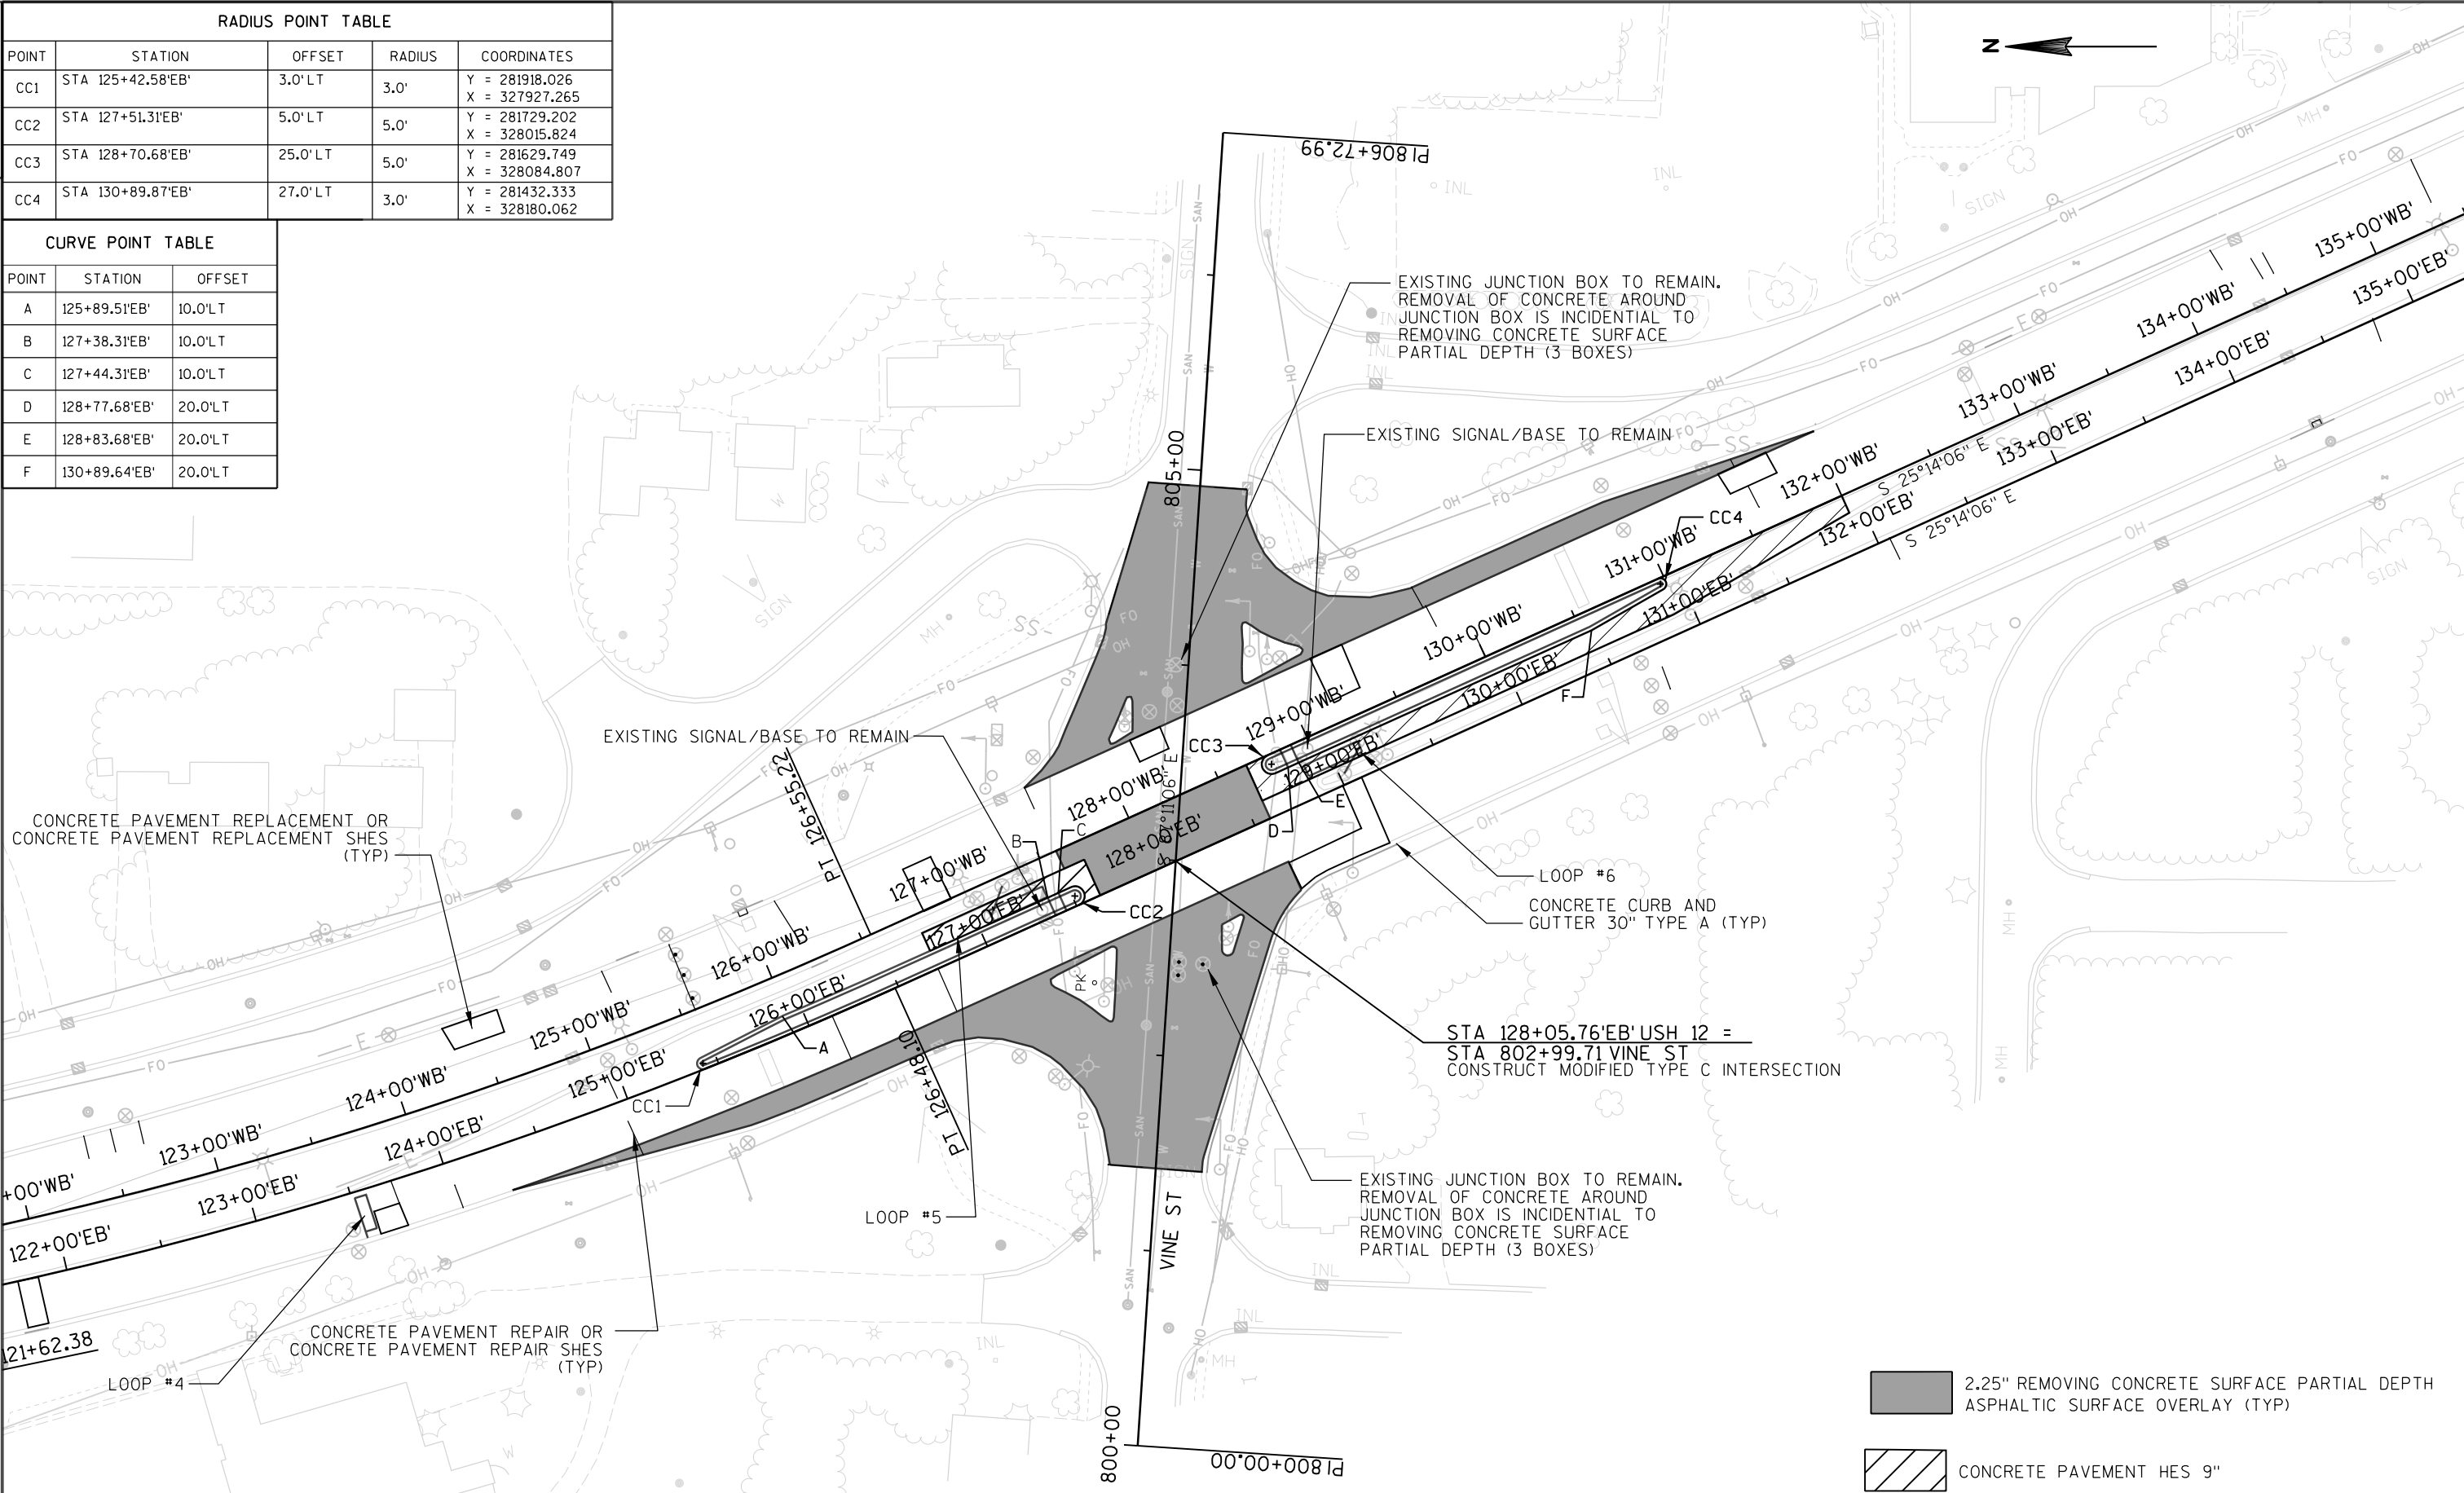 RADIUS POINT TABLE
POINT STATION OFFSET RADIUS COORDINATES
CC1 STA 125+42.58'EB' 3.0' LT 3.0' Y = 281918.026
X = 327927.265
CC2 STA 127+51.31'EB' 5.0' LT 5.0' Y = 281729.202
X = 328015.824
CC3 STA 128+70.68'EB' 25.0' LT 5.0' Y = 281629.749
X = 328084.807
CC4 STA 130+89.87'EB' 27.0' LT 3.0' Y = 281432.333
X = 328180.062
CURVE POINT TABLE
POINT STATION OFFSET
A 125+89.51'EB' 10.0'LT
B 127+38.31'EB' 10.0'LT
C 127+44.31'EB' 10.0'LT
D 128+77.68'EB' 20.0'LT
E 128+83.68'EB' 20.0'LT
F 130+89.64'EB' 20.0'LT
N
PI 806+72.99
805+00
EXISTING JUNCTION BOX TO REMAIN.
REMOVAL OF CONCRETE AROUND
JUNCTION BOX IS INCIDENTAL TO
REMOVING CONCRETE SURFACE
PARTIAL DEPTH (3 BOXES)
EXISTING SIGNAL/BASE TO REMAIN
135+00'WB'
135+00'EB'
134+00'WB'
134+00'EB'
133+00'WB'
133+00'EB'
132+00'WB'
132+00'EB'
S 25°14'06" E
S 25°14'06" E
CC4
131+00'WB'
131+00'EB'
130+00'WB'
130+00'EB'
F
129+00'WB'
129+00'EB'
CC3
E
D
128+00'WB'
128+00'EB'
EXISTING SIGNAL/BASE TO REMAIN
PT 126+55.22
B
C
CC2
127+00'WB'
127+00'EB'
126+00'WB'
126+00'EB'
A
PK
PT 126+48.10
CONCRETE PAVEMENT REPLACEMENT OR
CONCRETE PAVEMENT REPLACEMENT SHES
(TYP)
125+00'WB'
125+00'EB'
CC1
124+00'WB'
124+00'EB'
123+00'WB'
123+00'EB'
+00'WB'
122+00'EB'
121+62.38
LOOP #6
CONCRETE CURB AND
GUTTER 30" TYPE A (TYP)
STA 128+05.76'EB' USH 12 =
STA 802+99.71 VINE ST
CONSTRUCT MODIFIED TYPE C INTERSECTION
EXISTING JUNCTION BOX TO REMAIN.
REMOVAL OF CONCRETE AROUND
JUNCTION BOX IS INCIDENTAL TO
REMOVING CONCRETE SURFACE
PARTIAL DEPTH (3 BOXES)
LOOP #5
VINE ST
CONCRETE PAVEMENT REPAIR OR
CONCRETE PAVEMENT REPAIR SHES
(TYP)
LOOP #4
800+00
PI 800+00.00
2.25" REMOVING CONCRETE SURFACE PARTIAL DEPTH
ASPHALTIC SURFACE OVERLAY (TYP)
CONCRETE PAVEMENT HES 9"